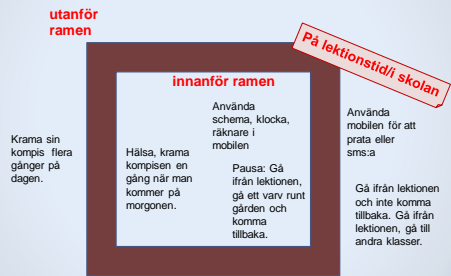 utanför
ramen
På lektionstid/i skolan
innanför ramen
Använda
schema, klocka,
räknare i
mobilen
Använda
mobilen för att
prata eller
sms:a
Krama sin
kompis flera
gånger på
dagen.
Hälsa, krama
kompisen en
gång när man
kommer på
morgonen.
Pausa: Gå
ifrån lektionen,
gå ett varv runt
gården och
komma
tillbaka.
Gå ifrån lektionen
och inte komma
tillbaka. Gå ifrån
lektionen, gå till
andra klasser.